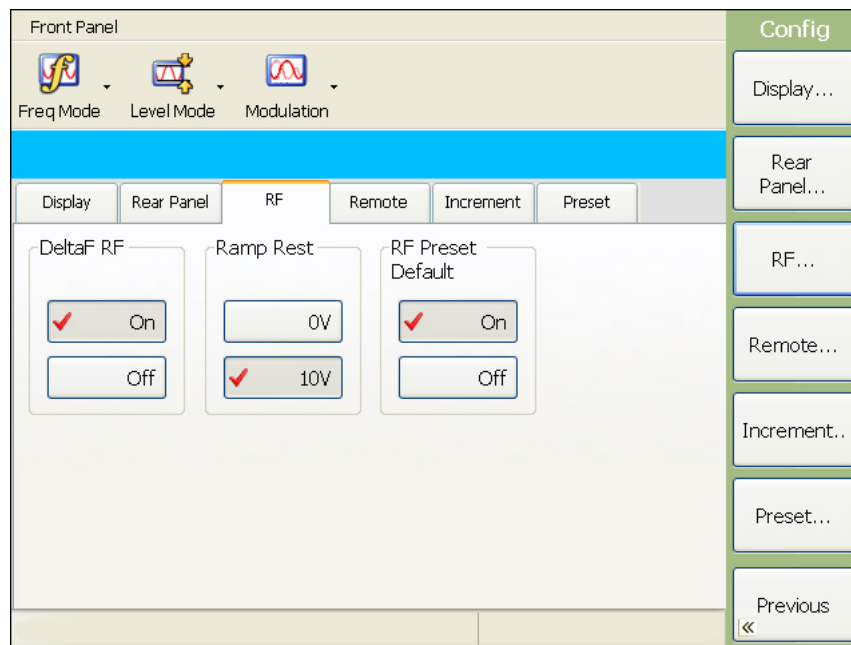 Front Panel
Freq Mode
Level Mode
Modulation
Display
Rear Panel
RF
Remote
Increment
Preset
DeltaF RF
On
Off
Ramp Rest
0V
10V
RF Preset
Default
On
Off
Config
Display...
Rear
Panel...
RF...
Remote...
Increment..
Preset...
Previous